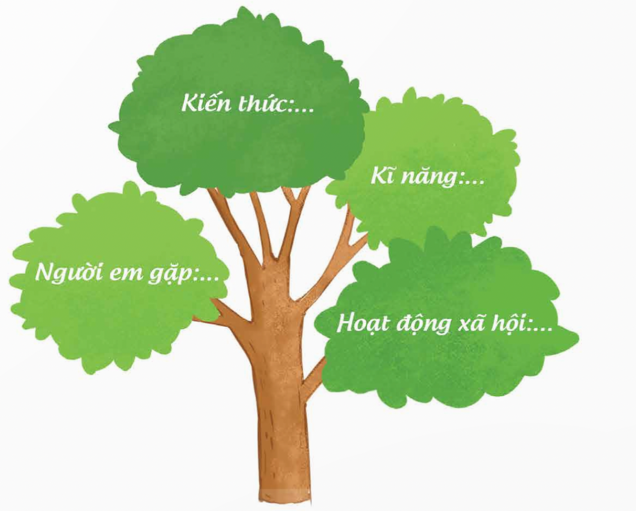 Kiến thức:...
Kĩ năng:...
Người em gặp:...
Hoạt động xã hội:...